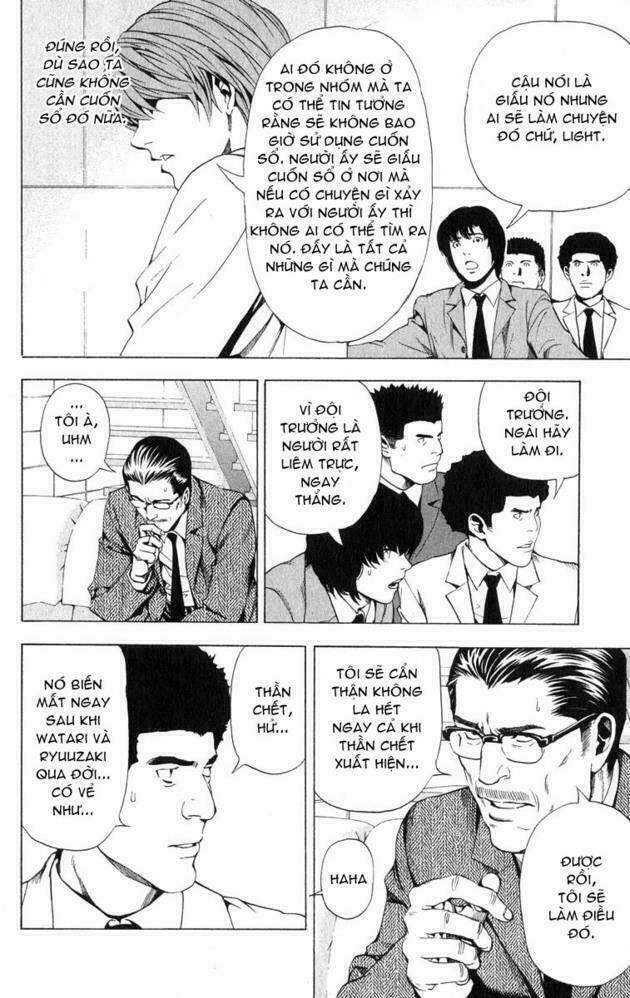 CẬU NÓI LÀ
GIẤU NÓ NHƯNG
AI SẼ LÀM CHUYỆN
ĐÓ CHỨ, LIGHT.
AI ĐÓ KHÔNG Ở
TRONG NHÓM MÀ TA
CÓ THỂ TIN TƯỞNG
RẰNG SẼ KHÔNG BAO
GIỜ SỬ DỤNG CUỐN
SỔ. NGƯỜI ẤY SẼ GIẤU
CUỐN SỔ Ở NƠI MÀ
NẾU CÓ CHUYỆN GÌ XẢY
RA VỚI NGƯỜI ẤY THÌ
KHÔNG AI CÓ THỂ TÌM RA
NÓ. ĐẤY LÀ TẤT CẢ
NHỮNG GÌ MÀ CHÚNG
TA CẦN.
ĐÚNG RỒI,
DÙ SAO TA
CŨNG KHÔNG
CẦN CUỐN
SỔ ĐÓ NỮA.
ĐỘI
TRƯỞNG.
NGÀI HÃY
LÀM ĐI.
VÌ ĐỘI
TRƯỞNG LÀ
NGƯỜI RẤT
LIÊM TRỰC,
NGAY
THẲNG.
...
TÔI À,
UHM
...
TÔI SẼ CẨN
THẬN KHÔNG
LA HÉT
NGAY CẢ KHI
THẦN CHẾT
XUẤT HIỆN...
ĐƯỢC
RỒI,
TÔI SẼ
LÀM ĐIỀU
ĐÓ.
HAHA
THẦN
CHẾT,
HỬ...
NÓ BIẾN
MẤT NGAY
SAU KHI
WATARI VÀ
RYUUZAKI
QUA ĐỜI...
CÓ VẺ
NHƯ...